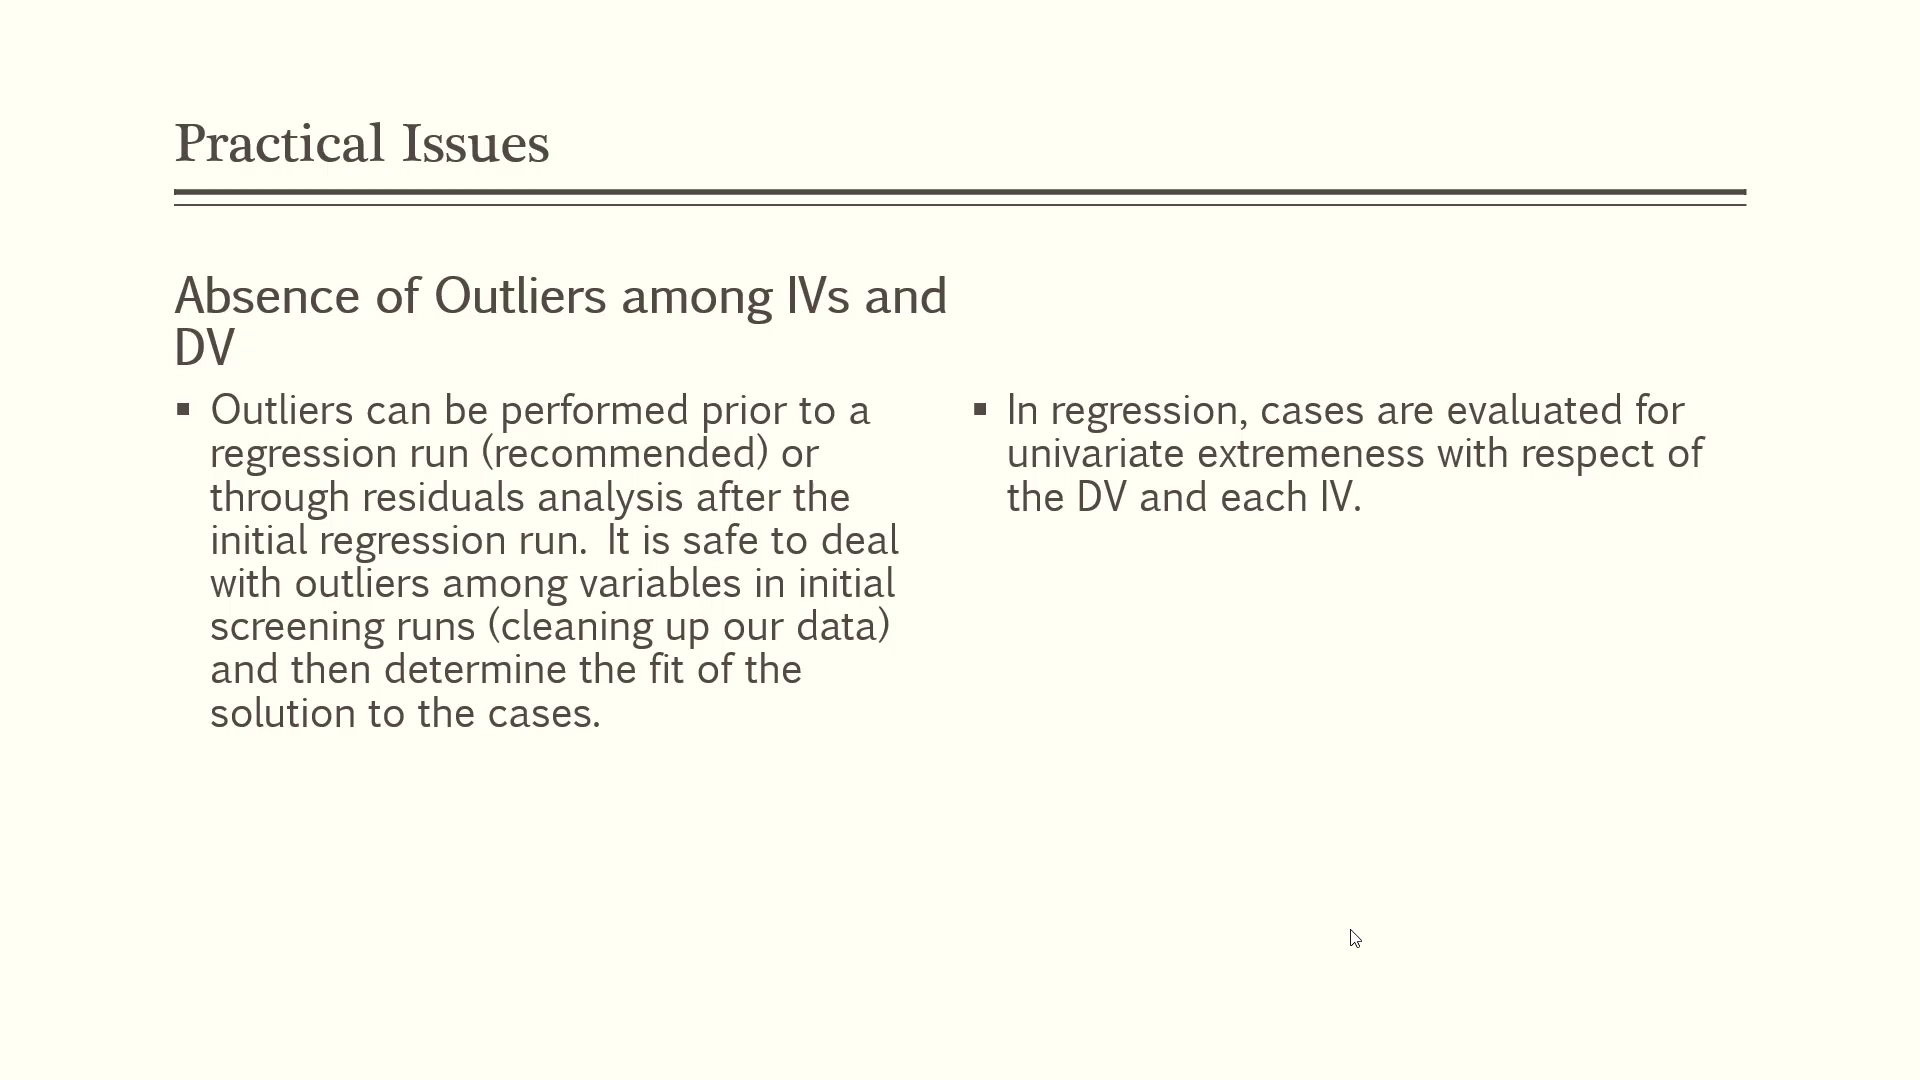 Practical Issues
Absence of Outliers among IVs and
DV
▪ Outliers can be performed prior to a
regression run (recommended) or
through residuals analysis after the
initial regression run.  It is safe to deal
with outliers among variables in initial
screening runs (cleaning up our data)
and then determine the fit of the
solution to the cases.
▪ In regression, cases are evaluated for
univariate extremeness with respect of
the DV and each IV.